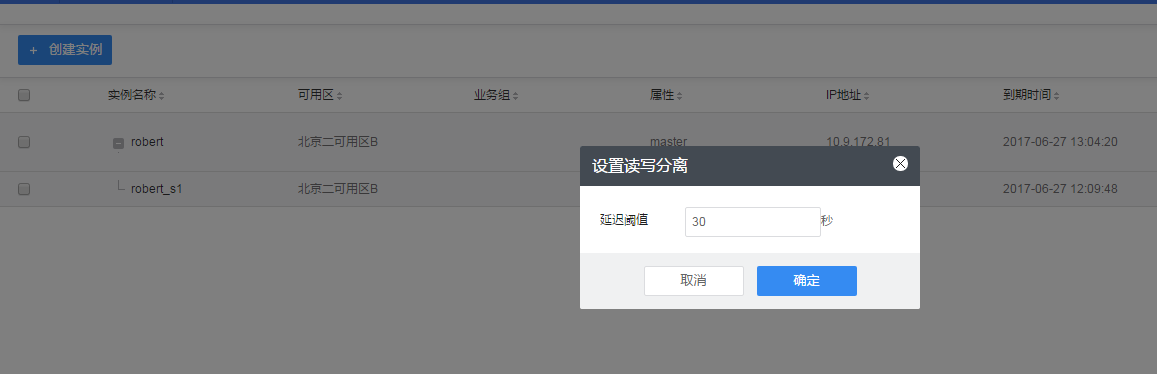 + 创建实例
实例名称 可用区 业务组 属性 IP地址 到期时间
robert 北京二可用区B master 10.9.172.81 2017-06-27 13:04:20
robert_s1 北京二可用区B 2017-06-27 12:09:48
设置读写分离
延迟阈值 30 秒
取消 确定